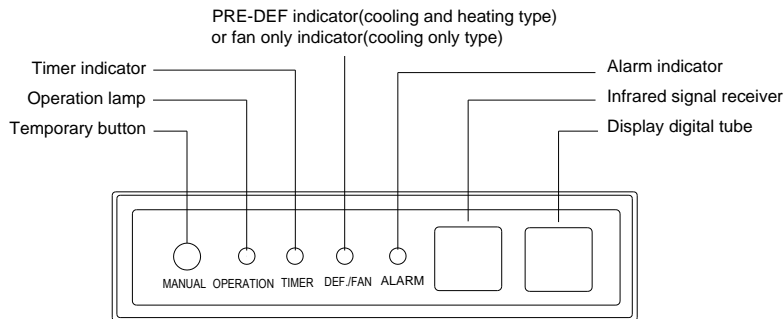 PRE-DEF indicator(cooling and heating type)
or fan only indicator(cooling only type)
Timer indicator
Alarm indicator
Operation lamp
Infrared signal receiver
Temporary button
Display digital tube
MANUAL OPERATION TIMER DEF./FAN ALARM